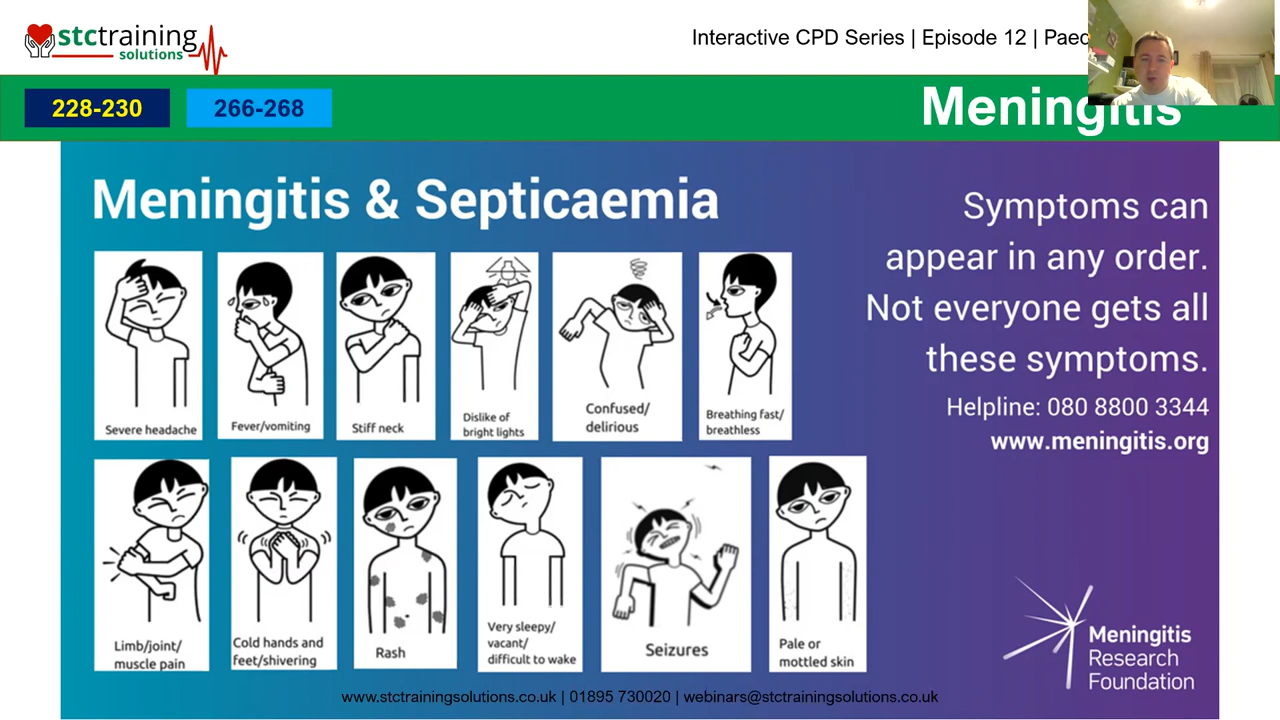 stctraining
solutions
Interactive CPD Series | Episode 12 |
228-230
266-268
Meningitis
Meningitis & Septicaemia
Symptoms can
appear in any order.
Not everyone gets all
these symptoms.
Helpline: 080 8800 3344
www.meningitis.org
Severe headache
Fever/vomiting
Stiff neck
Dislike of
bright lights
Confused/
delirious
Breathing fast/
breathless
Limb/joint/
muscle pain
Cold hands and
feet/shivering
Rash
Very sleepy/
vacant/
difficult to wake
Seizures
Pale or
mottled skin
Meningitis
Research
Foundation
www.stctrainingsolutions.co.uk | 01895 730020 | webinars@stctrainingsolutions.co.uk